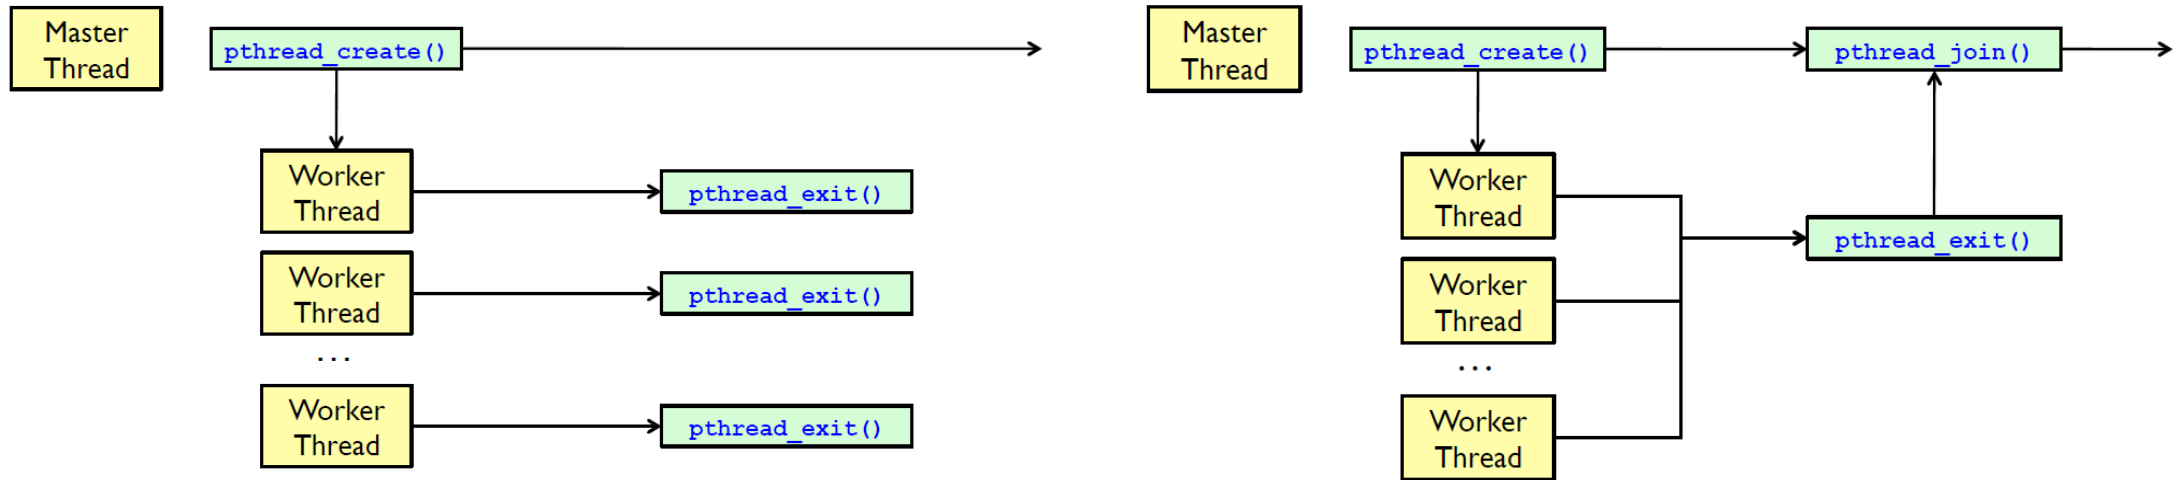 Master
Thread
pthread_create()
Worker
Thread
pthread_exit()
Worker
Thread
pthread_exit()
...
Worker
Thread
pthread_exit()
Master
Thread
pthread_create()
pthread_join()
Worker
Thread
pthread_exit()
Worker
Thread
...
Worker
Thread